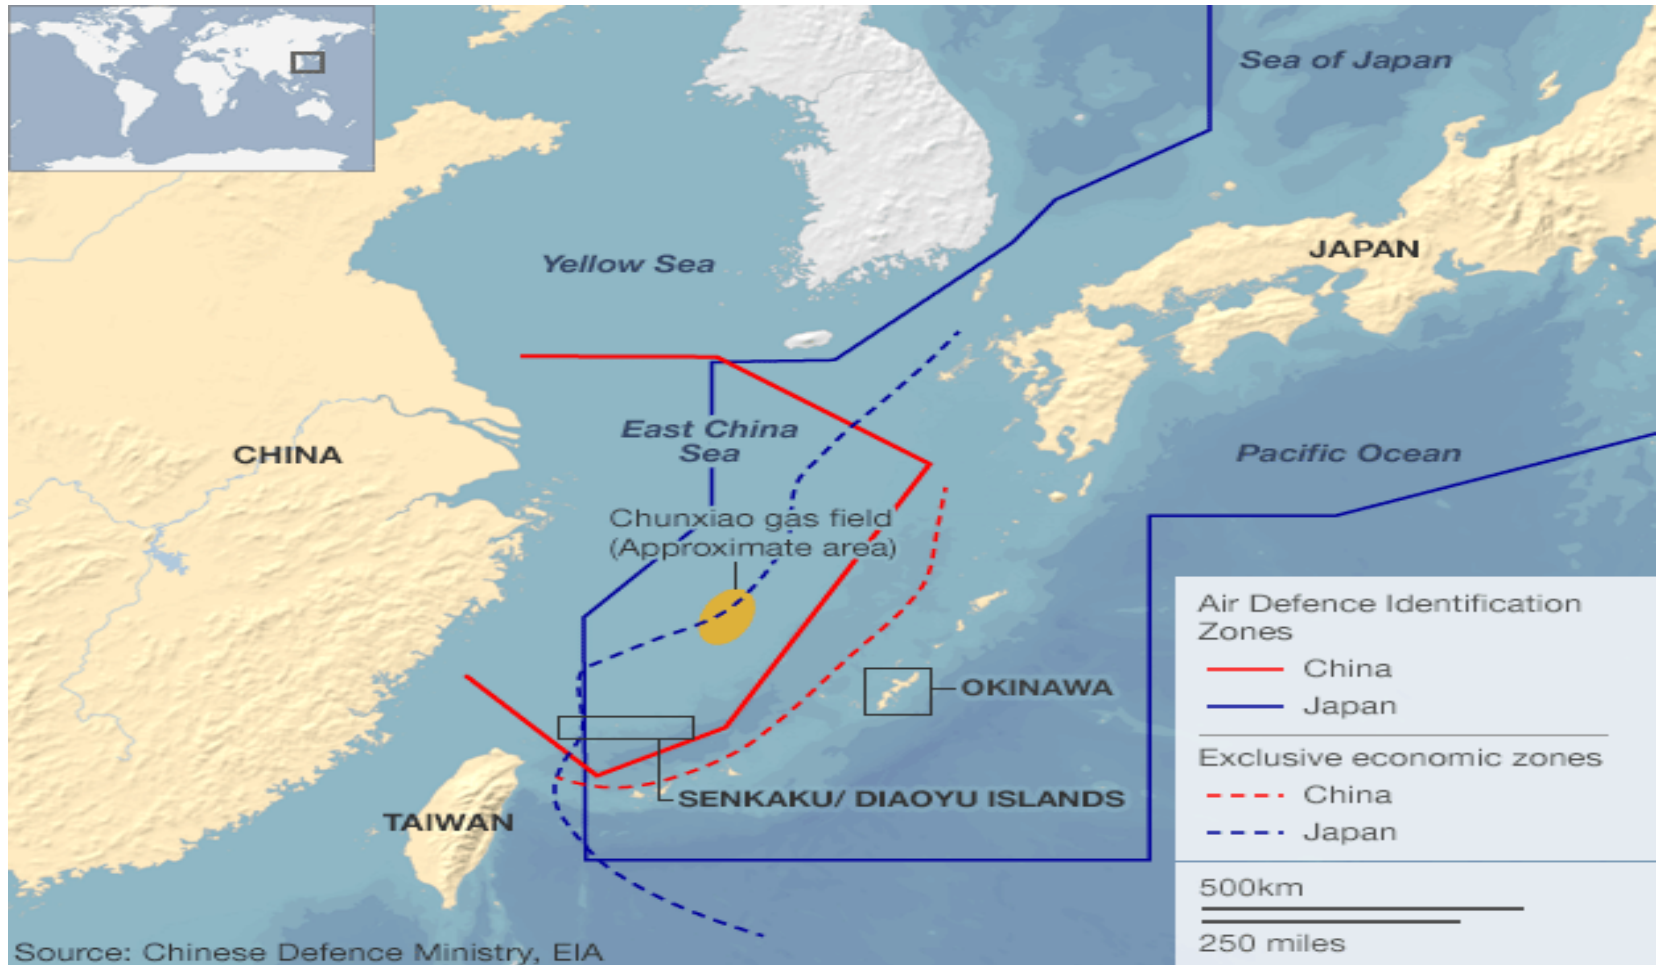 Sea of Japan
Yellow Sea
JAPAN
East China
Sea
CHINA
Pacific Ocean
Chunxiao gas field
(Approximate area)
OKINAWA
SENKAKU/ DIAOYU ISLANDS
TAIWAN
Air Defence Identification
Zones
China
Japan
Exclusive economic zones
China
Japan
500km
250 miles
Source: Chinese Defence Ministry, EIA